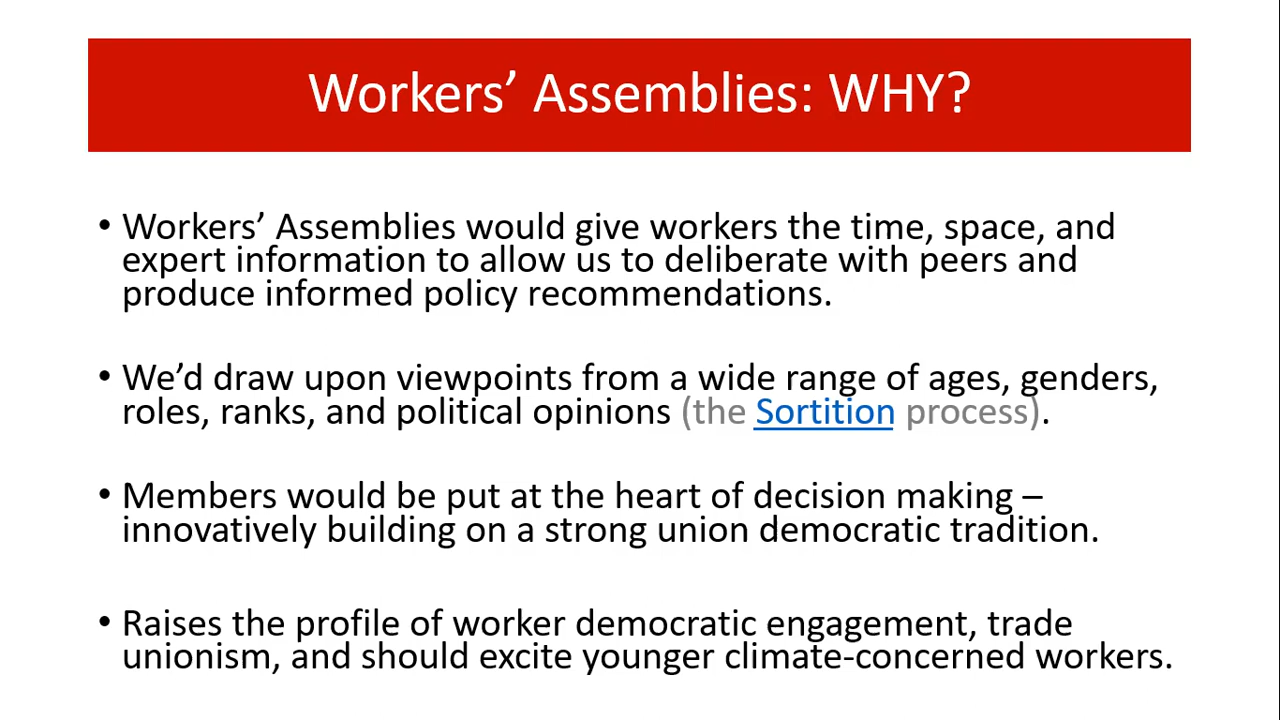 Workers’ Assemblies: WHY?
• Workers’ Assemblies would give workers the time, space, and
expert information to allow us to deliberate with peers and
produce informed policy recommendations.
• We’d draw upon viewpoints from a wide range of ages, genders,
roles, ranks, and political opinions (the Sortition process).
• Members would be put at the heart of decision making –
innovatively building on a strong union democratic tradition.
• Raises the profile of worker democratic engagement, trade
unionism, and should excite younger climate-concerned workers.